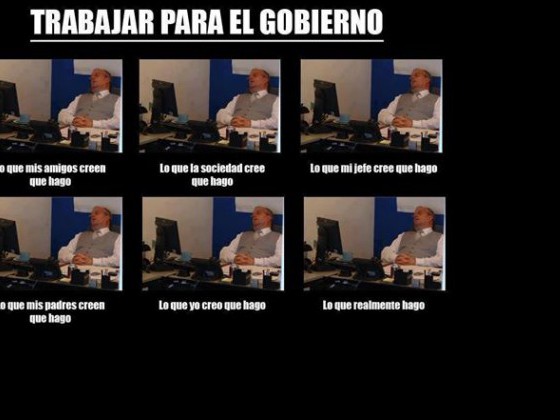 TRABAJAR PARA EL GOBIERNO
o que mis amigos creen
que hago
Lo que la sociedad cree
que hago
Lo que mi jefe cree que hago
o que mis padres creen
que hago
Lo que yo creo que hago
Lo que realmente hago